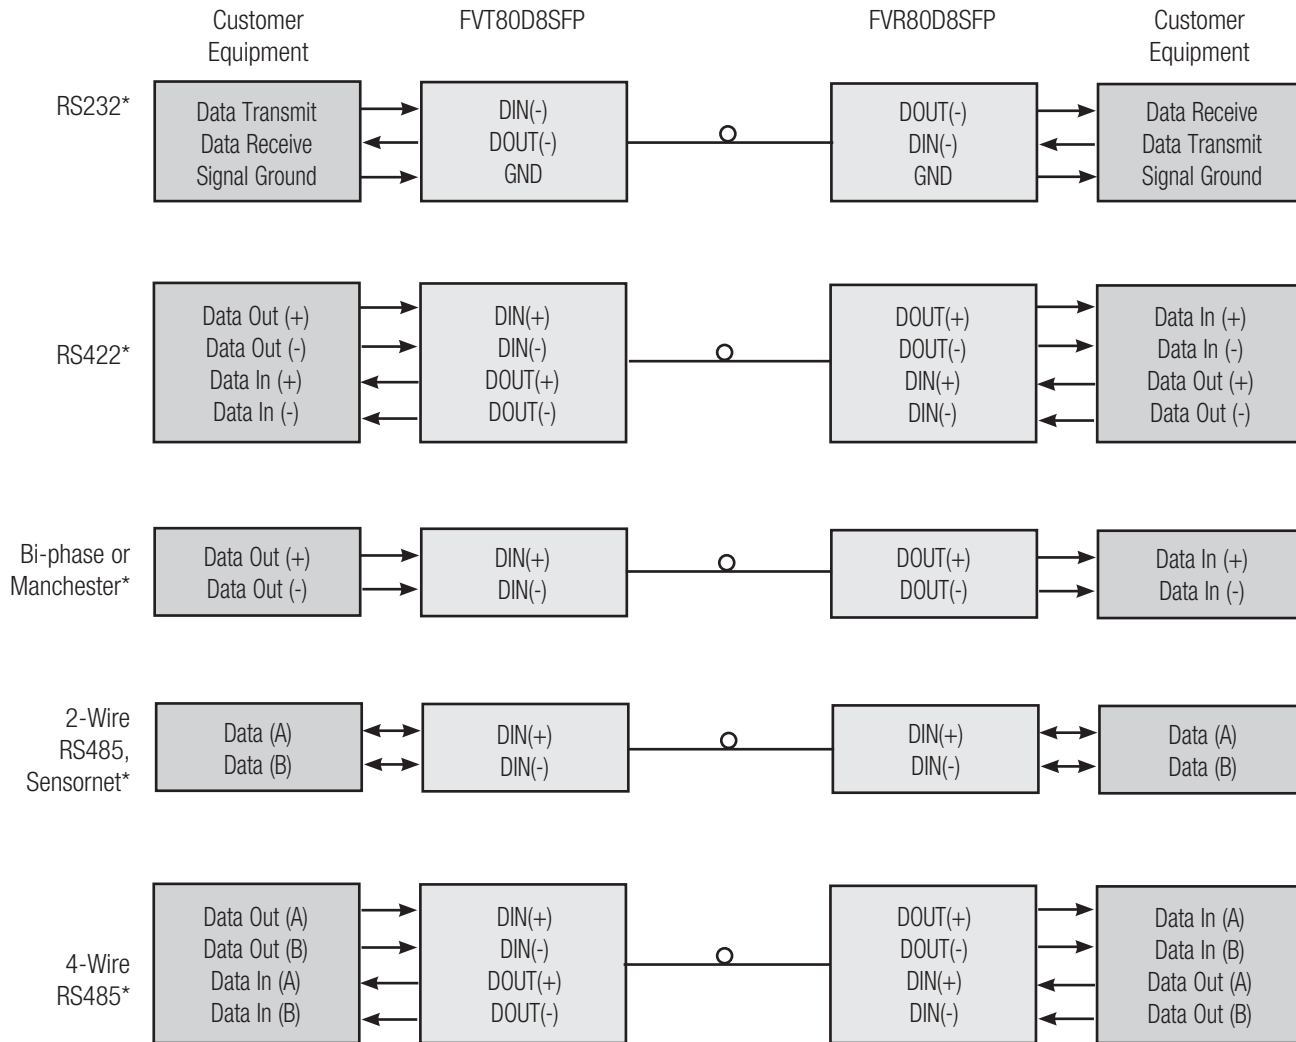 Customer
Equipment
FVT80D8SFP
FVR80D8SFP
Customer
Equipment
RS232*
Data Transmit
Data Receive
Signal Ground
DIN(-)
DOUT(-)
GND
DOUT(-)
DIN(-)
GND
Data Receive
Data Transmit
Signal Ground
RS422*
Data Out (+)
Data Out (-)
Data In (+)
Data In (-)
DIN(+)
DIN(-)
DOUT(+)
DOUT(-)
DOUT(+)
DOUT(-)
DIN(+)
DIN(-)
Data In (+)
Data In (-)
Data Out (+)
Data Out (-)
Bi-phase or
Manchester*
Data Out (+)
Data Out (-)
DIN(+)
DIN(-)
DOUT(+)
DOUT(-)
Data In (+)
Data In (-)
2-Wire
RS485,
Sensornet*
Data (A)
Data (B)
DIN(+)
DIN(-)
DIN(+)
DIN(-)
Data (A)
Data (B)
4-Wire
RS485*
Data Out (A)
Data Out (B)
Data In (A)
Data In (B)
DIN(+)
DIN(-)
DOUT(+)
DOUT(-)
DOUT(+)
DOUT(-)
DIN(+)
DIN(-)
Data In (A)
Data In (B)
Data Out (A)
Data Out (B)